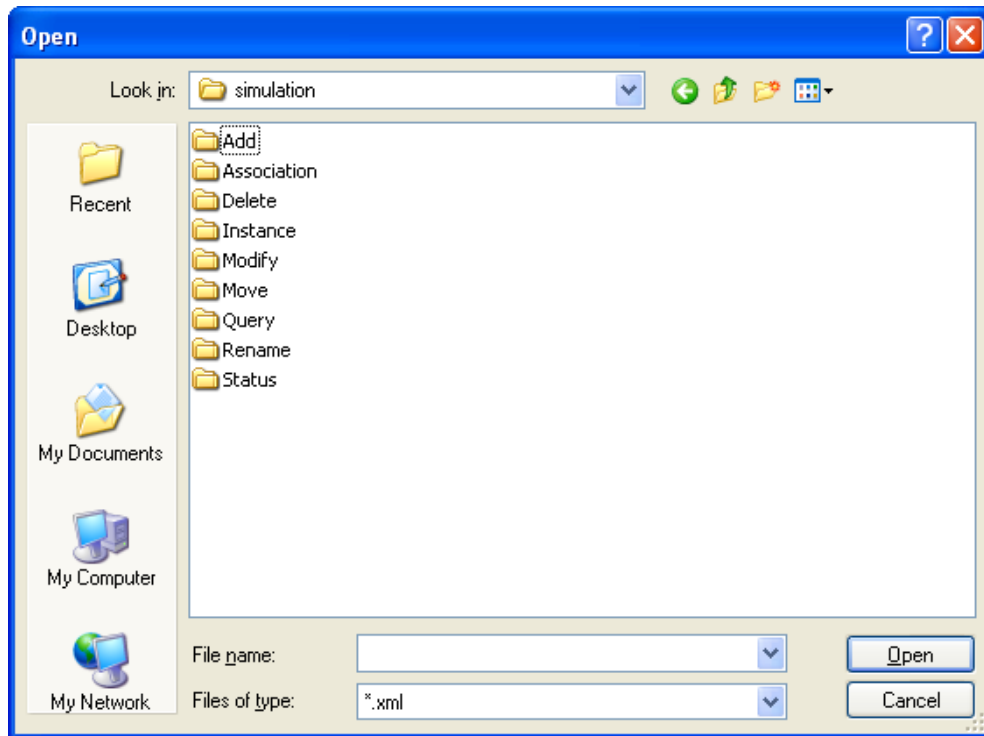 Open
Look in:
simulation
Add
Association
Delete
Instance
Modify
Move
Query
Rename
Status
Recent
Desktop
My Documents
My Computer
My Network
File name:
Open
Files of type:
*.xml
Cancel